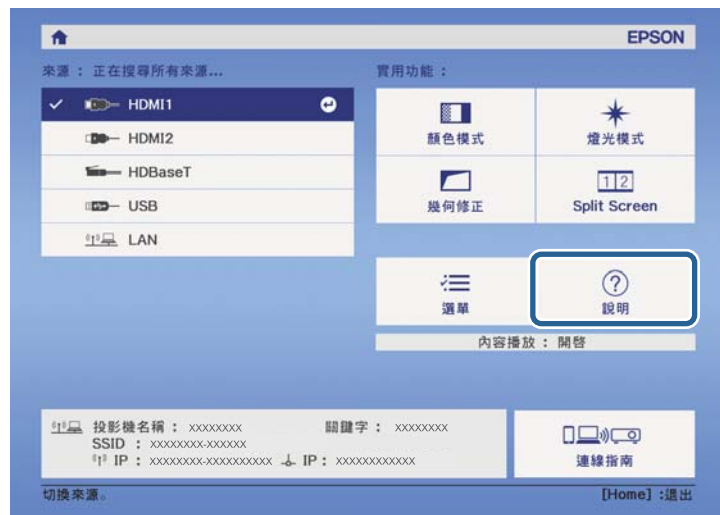 EPSON
來源 : 正在搜尋所有來源...
實用功能 :
HDMI1
HDMI2
HDBaseT
USB
LAN
顏色模式
燈光模式
幾何修正
1 2
Split Screen
選單
?
說明
內容播放 : 開啓
投影機名稱 : xxxxxxxx
關鍵字 : xxxxxxxx
SSID : xxxxxxxx-xxxxxx
IP : xxxxxxxx-xxxxxxxxxx IP : xxxxxxxxxxxx
連線指南
切換來源。
[Home] :退出